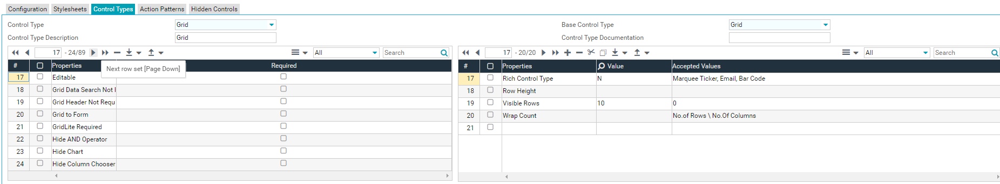 Configuration Stylesheets Control Types Action Patterns Hidden Controls
Control Type Grid Base Control Type Grid
Control Type Description Grid Control Type Documentation
17 - 24/89 All Search 17 - 20/20 All Search
# Properties Required # Properties Value Accepted Values
Next row set [Page Down]
17 Editable 17 Rich Control Type N Marquee Ticker, Email, Bar Code
18 Grid Data Search Not 18 Row Height
19 Grid Header Not Requ 19 Visible Rows 10 0
20 Grid to Form 20 Wrap Count No.of Rows \ No.Of Columns
21 GridLite Required 21
22 Hide AND Operator
23 Hide Chart
24 Hide Column Chooser